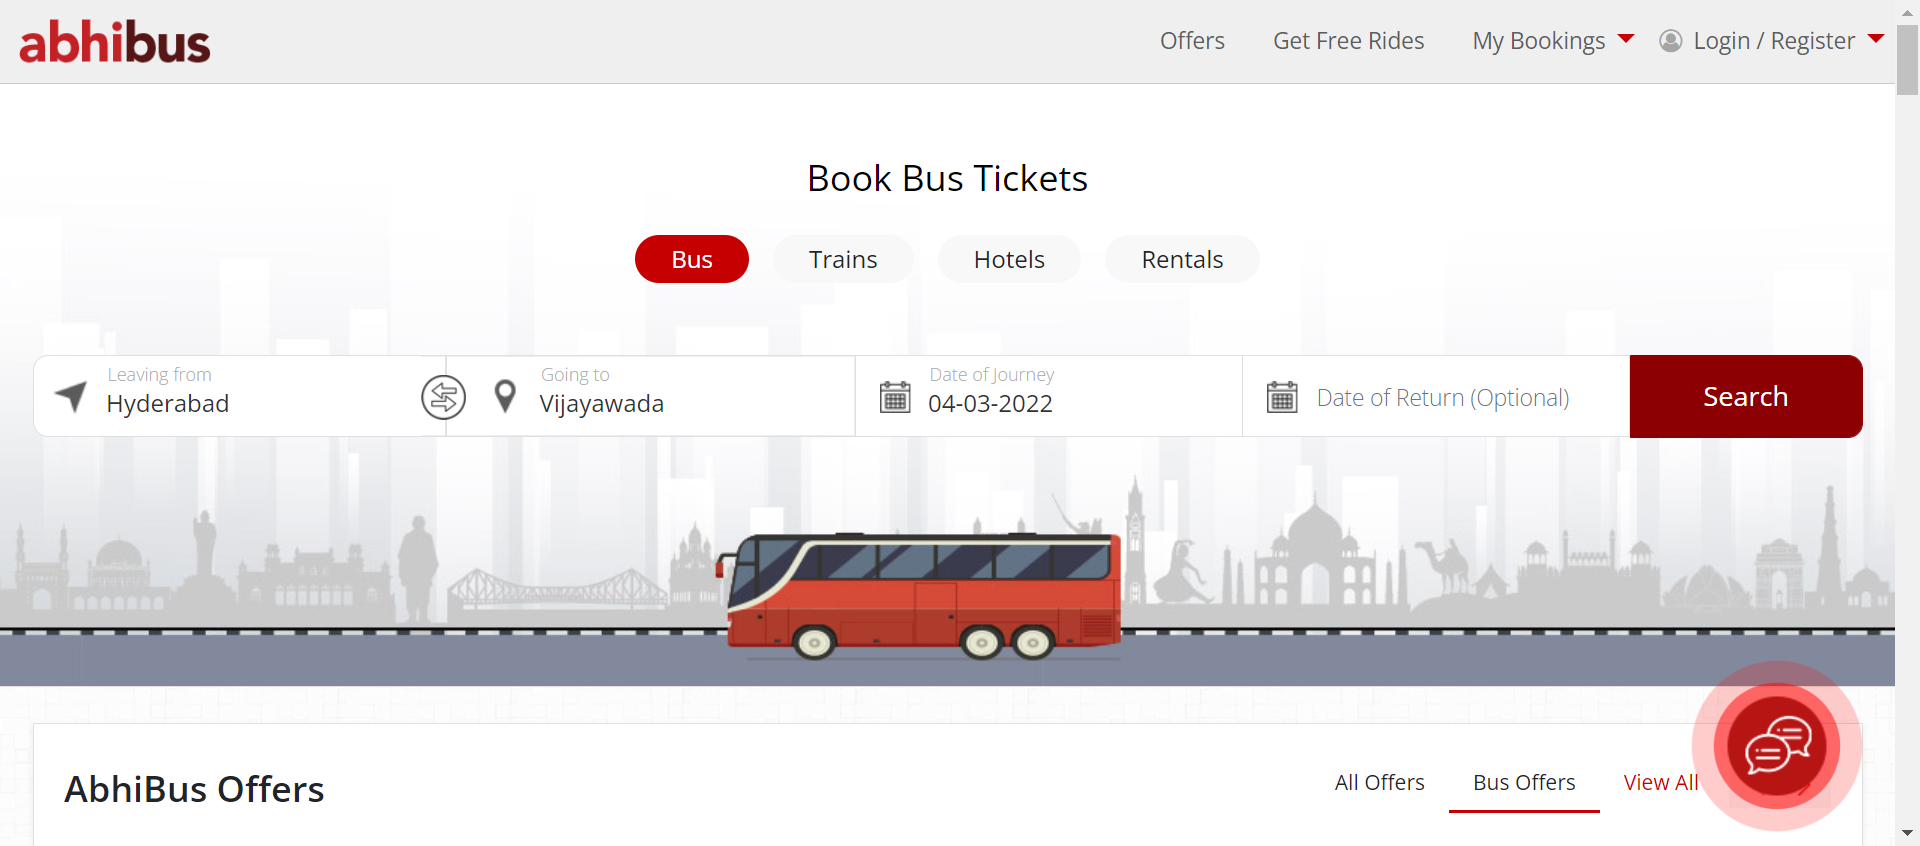 abhibus
Offers
Get Free Rides
My Bookings
Login / Register
Book Bus Tickets
Bus
Trains
Hotels
Rentals
Leaving from
Hyderabad
Going to
Vijayawada
Date of Journey
04-03-2022
Date of Return (Optional)
Search
AbhiBus Offers
All Offers
Bus Offers
View All